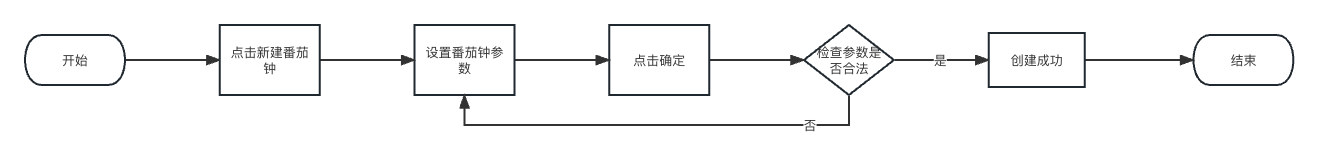 开始
点击新建番茄
钟
设置番茄钟参
数
点击确定
检查参数是
否合法
是
创建成功
结束
否